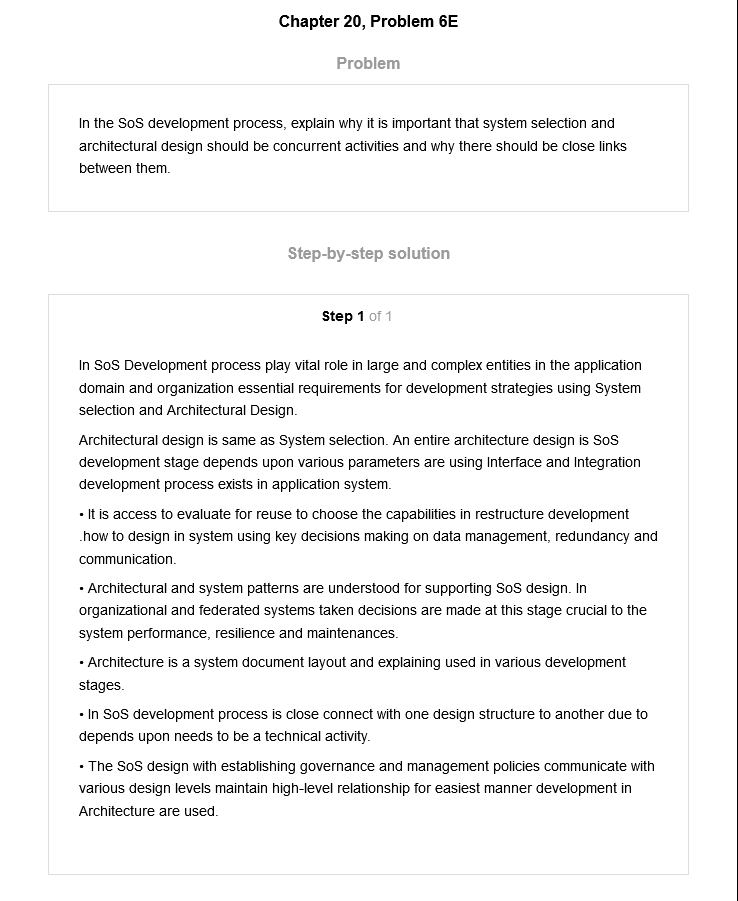 Chapter 20, Problem 6E
Problem
In the SoS development process, explain why it is important that system selection and
architectural design should be concurrent activities and why there should be close links
between them.
Step-by-step solution
Step 1 of 1
In SoS Development process play vital role in large and complex entities in the application
domain and organization essential requirements for development strategies using System
selection and Architectural Design.
Architectural design is same as System selection. An entire architecture design is SoS
development stage depends upon various parameters are using Interface and Integration
development process exists in application system.
• It is access to evaluate for reuse to choose the capabilities in restructure development
.how to design in system using key decisions making on data management, redundancy and
communication.
• Architectural and system patterns are understood for supporting SoS design. In
organizational and federated systems taken decisions are made at this stage crucial to the
system performance, resilience and maintenances.
• Architecture is a system document layout and explaining used in various development
stages.
• In SoS development process is close connect with one design structure to another due to
depends upon needs to be a technical activity.
• The SoS design with establishing governance and management policies communicate with
various design levels maintain high-level relationship for easiest manner development in
Architecture are used.